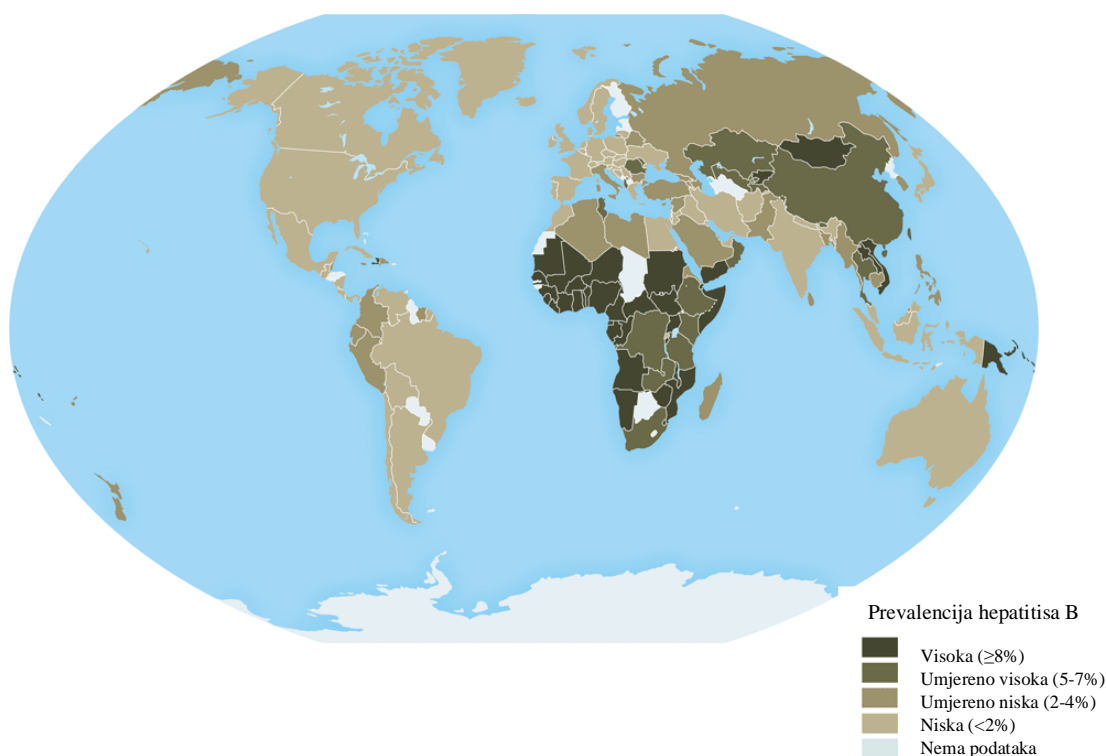 Prevalencija hepatitisa B
Visoka (≥8%)
Umjereno visoka (5-7%)
Umjereno niska (2-4%)
Niska (<2%)
Nema podataka